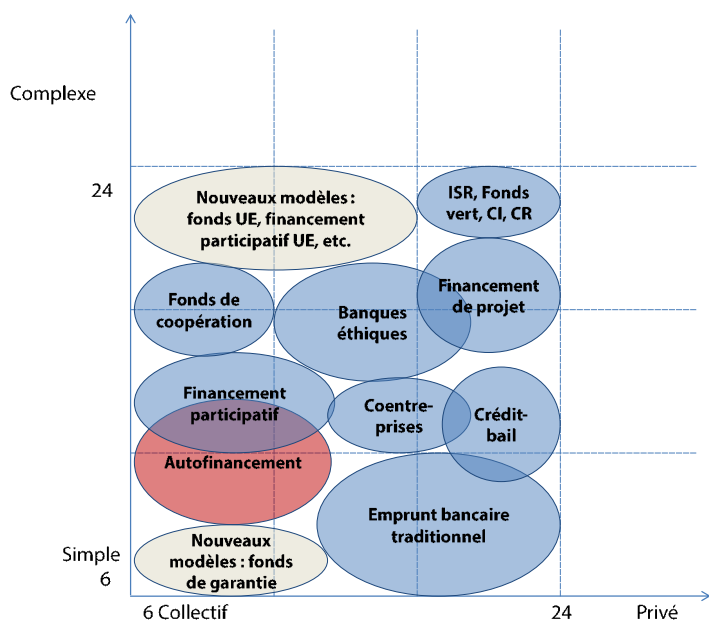 Complexe
24
Nouveaux modèles :
fonds UE, financement
participatif UE, etc.
ISR, Fonds
vert, CI, CR
Fonds de
coopération
Banques
éthiques
Financement
de projet
Financement
participatif
Coentre-
prises
Crédit-
bail
Autofinancement
Emprunt bancaire
traditionnel
Nouveaux
modèles : fonds
de garantie
Simple
6
6 Collectif
24
Privé